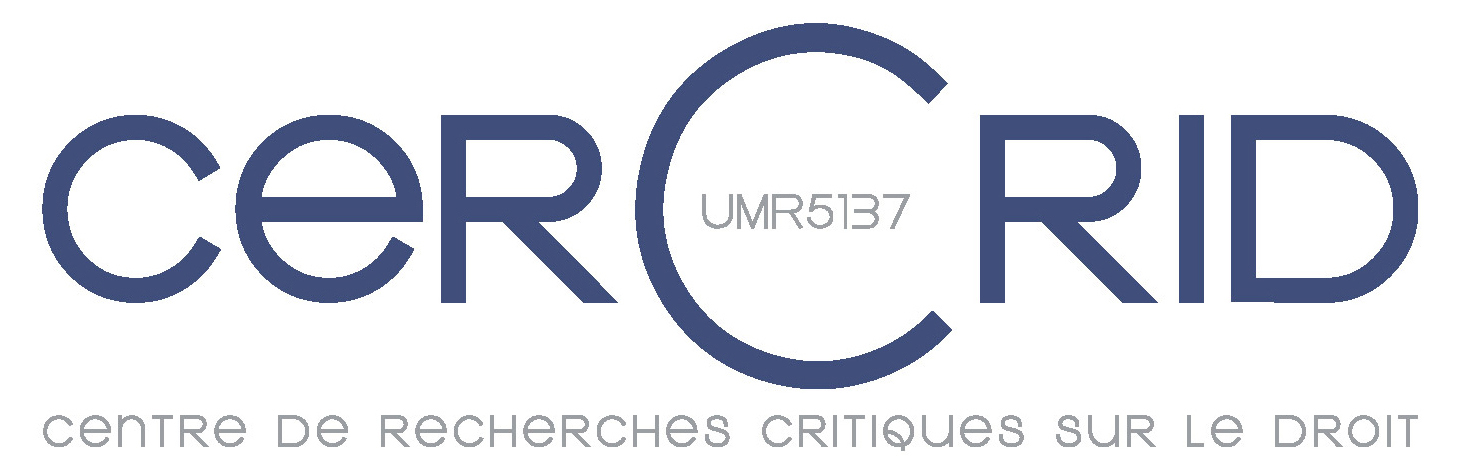 ceRCRID
UMR5137
centre de recherches critiques sur le droit